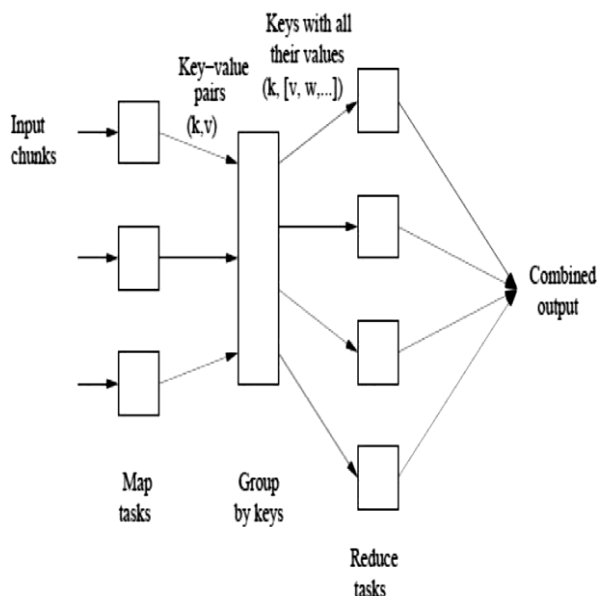 Keys with all
their values
(k, [v, w,...])
Key−value
pairs
(k,v)
Input
chunks
Combined
output
Map
tasks
Group
by keys
Reduce
tasks